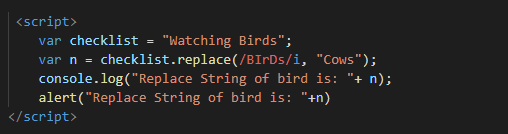 <script>
var checklist = "Watching Birds";
var n = checklist.replace(/BIrDs/i, "Cows");
console.log("Replace String of bird is: "+ n);
alert("Replace String of bird is: "+n)
</script>